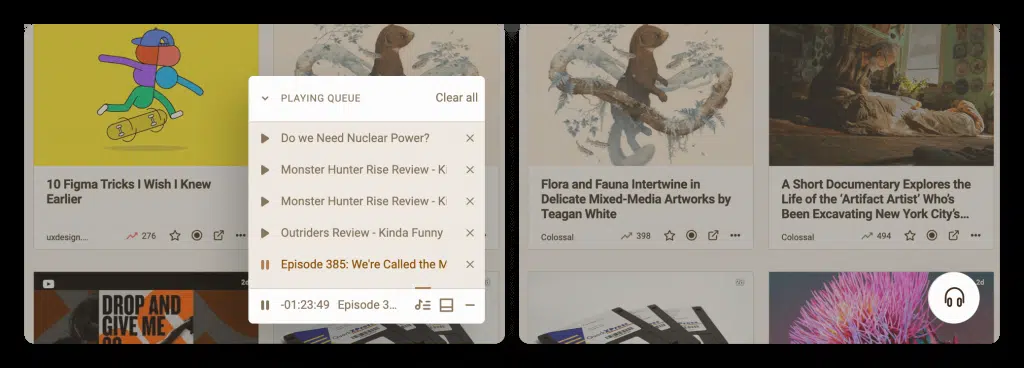 PLAYING QUEUE
Clear all
Do we Need Nuclear Power?
Monster Hunter Rise Review - Ki
Monster Hunter Rise Review - Ki
Outriders Review - Kinda Funny
Episode 385: We're Called the M
-01:23:49 Episode 3...
10 Figma Tricks I Wish I Knew
Earlier
uxdesign....
276
DROP AND
GIVE ME
Flora and Fauna Intertwine in
Delicate Mixed-Media Artworks by
Teagan White
Colossal
398
A Short Documentary Explores the
Life of the 'Artifact Artist' Who's
Been Excavating New York City's...
Colossal
494
2d